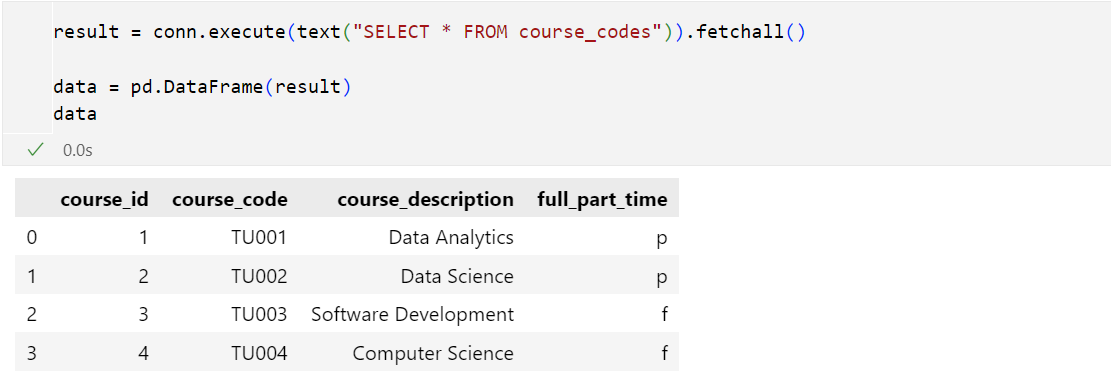 result = conn.execute(text("SELECT * FROM course_codes")).fetchall()
data = pd.DataFrame(result)
data
0.0s
course_id course_code course_description full_part_time
0 1 TU001 Data Analytics p
1 2 TU002 Data Science p
2 3 TU003 Software Development f
3 4 TU004 Computer Science f